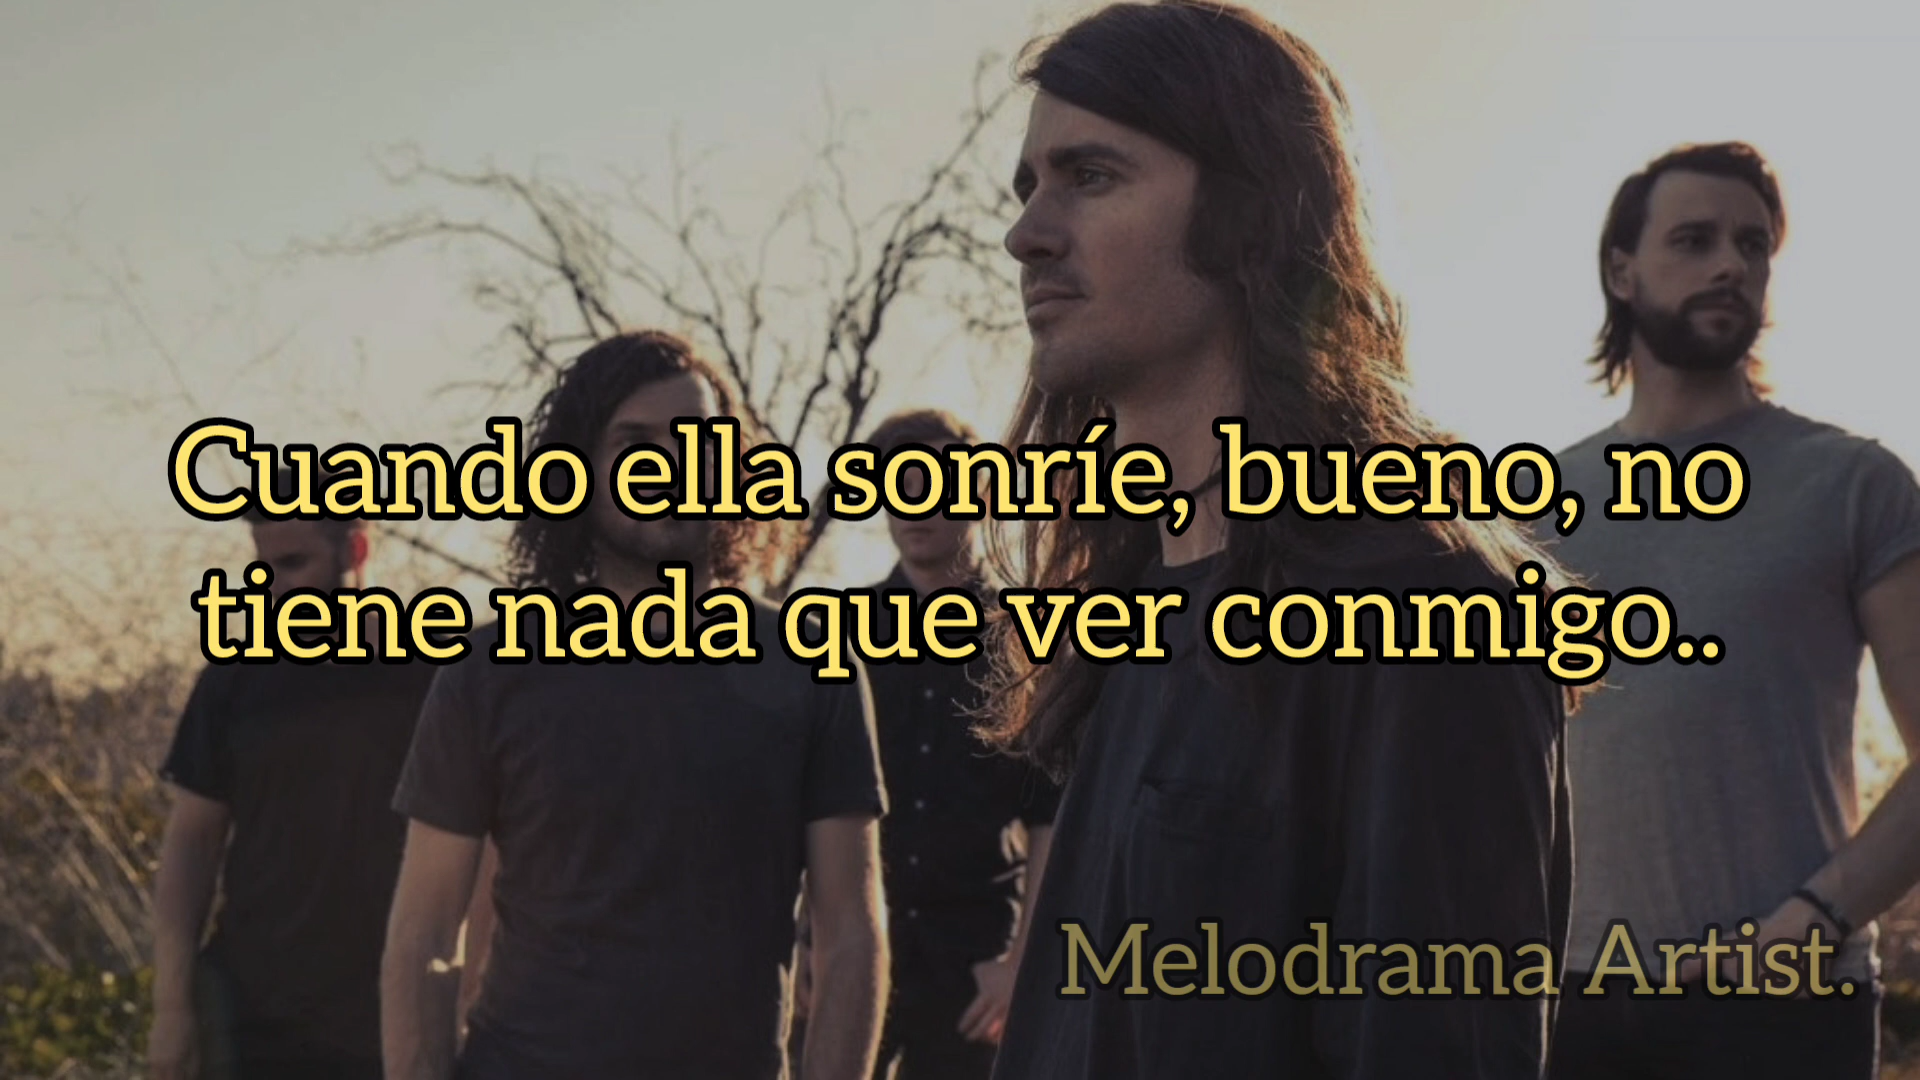 Cuando ella sonríe, bueno, no
tiene nada que ver conmigo..
Melodrama Artist.